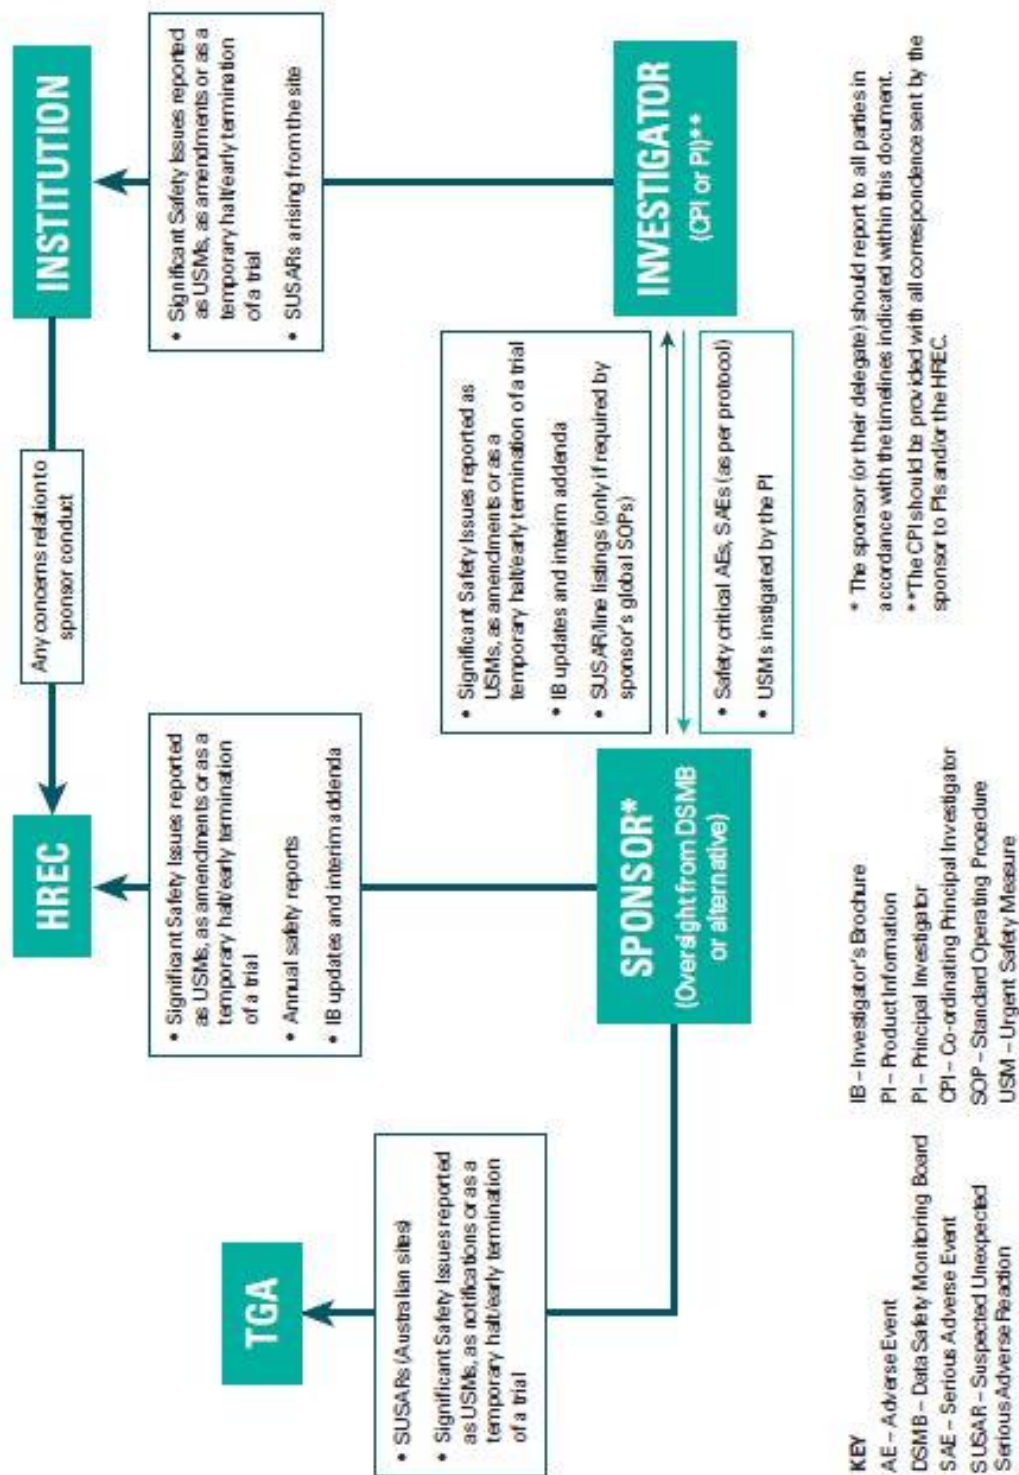 TGA
HREC
INSTITUTION
Any concerns relation to
sponsor conduct
• SUSARs (Australian sites)
• Significant Safety Issues reported
as USMs, as notifications or as a
temporary halt/early termination
of a trial
• Significant Safety Issues reported
as USMs, as amendments or as a
temporary halt/early termination
of a trial
• Annual safety reports
• IB updates and interim addenda
• Significant Safety Issues reported
as USMs, as amendments or as a
temporary halt/early termination
of a trial
• SUSARs arising from the site
SPONSOR*
(Oversight from DSMB
or alternative)
• Significant Safety Issues reported as
USMs, as amendments or as a
temporary halt/early termination of a trial
• IB updates and interim addenda
• SUSAR/line listings (only if required by
sponsor's global SOPs)
• Safety critical AEs, SAEs (as per protocol)
• USMs instigated by the PI
INVESTIGATOR
(CPI or PI)**
KEY
AE – Adverse Event
DSMB – Data Safety Monitoring Board
SAE – Serious Adverse Event
SUSAR – Suspected Unexpected
Serious Adverse Reaction
IB – Investigator's Brochure
PI – Product Information
PI – Principal Investigator
CPI – Co-ordinating Principal Investigator
SOP – Standard Operating Procedure
USM – Urgent Safety Measure
* The sponsor (or their delegate) should report to all parties in
accordance with the timelines indicated within this document.
**The CPI should be provided with all correspondence sent by the
sponsor to PIs and/or the HREC.